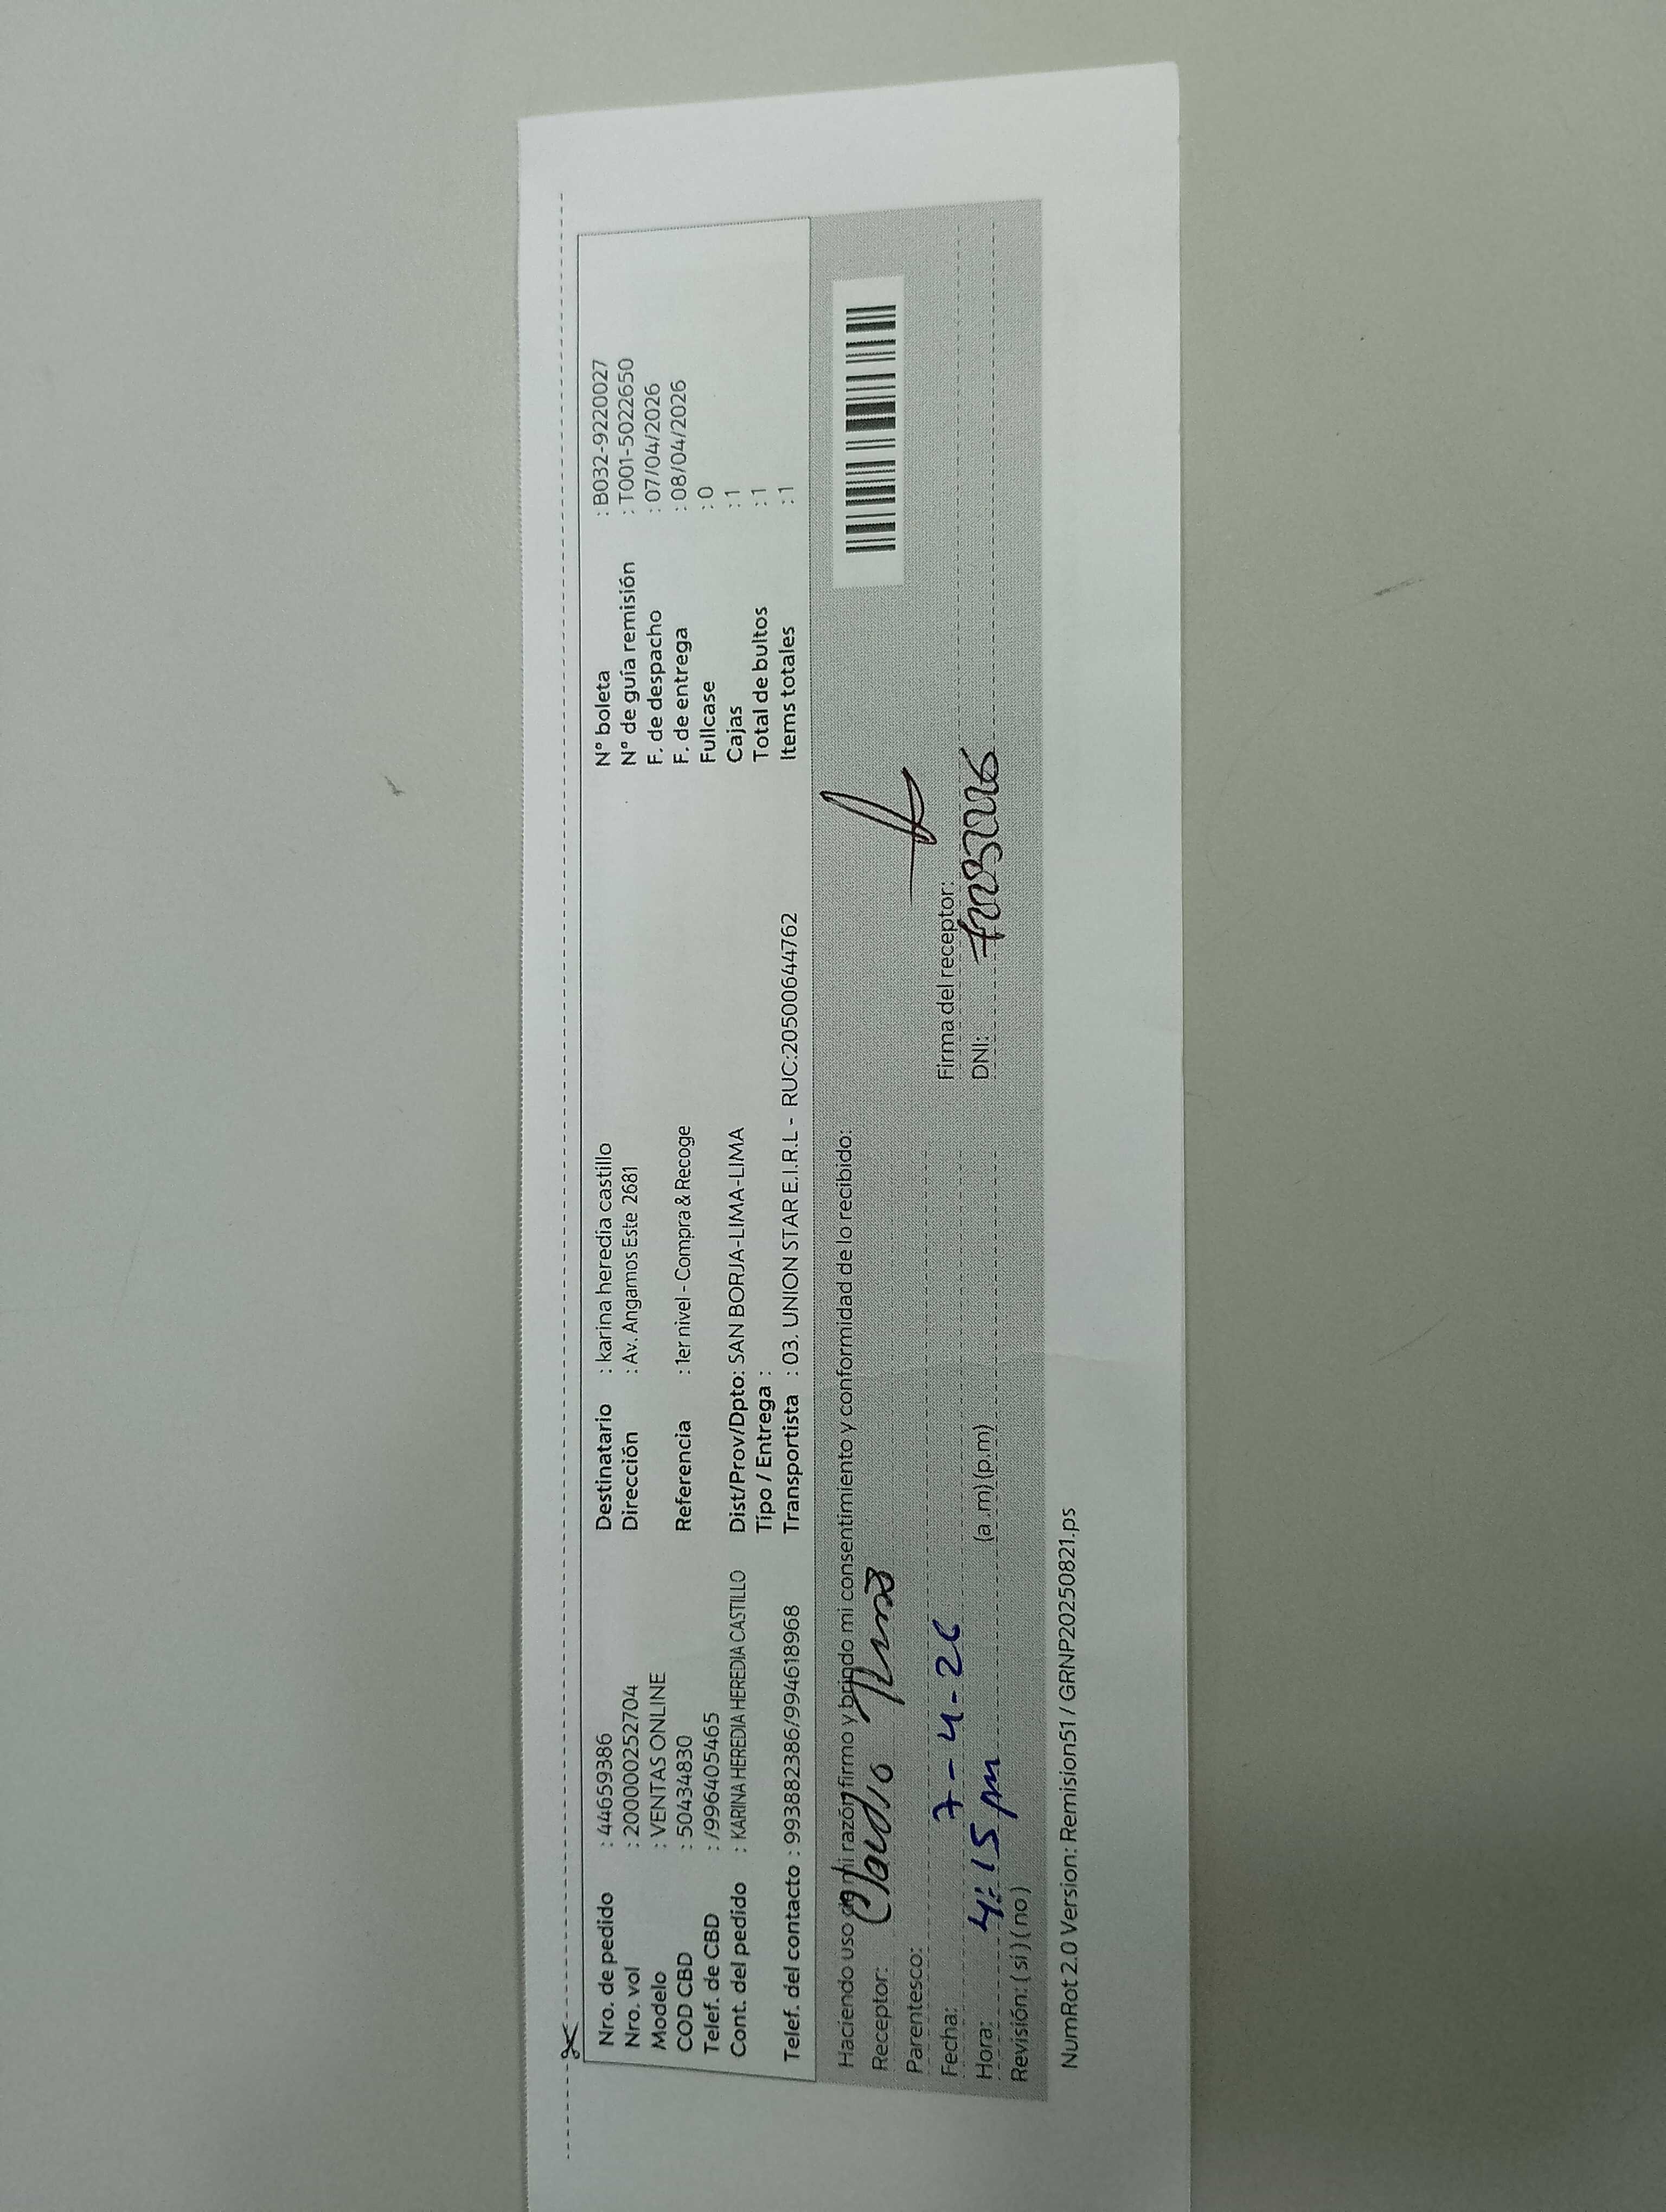 Nro. de pedido : 44659386
Nro. vol : 200000252704
Modelo : VENTAS ONLINE
COD CBD : 50434830
Telef. de CBD : /996405465
Cont. del pedido : KARINA HEREDIA HEREDIA CASTILLO
Telef. del contacto : 993882386/994618968
Destinatario : karina heredia castillo
Dirección : Av. Angamos Este 2681
Referencia : 1er nivel - Compra & Recoge
Dist/Prov/Dpto: SAN BORJA-LIMA-LIMA
Tipo / Entrega :
Transportista : 03. UNION STAR E.I.R.L - RUC:20500644762
N° boleta : B032-9220027
N° de guía remisión : T001-5022650
F. de despacho : 07/04/2026
F. de entrega : 08/04/2026
Fullcase : 0
Cajas : 1
Total de bultos : 1
Items totales : 1
Haciendo uso de mi razón firmo y brindo mi consentimiento y conformidad de lo recibido:
Receptor: Claudio
Parentesco:
Fecha: 7-4-26
Hora: 4:15 pm (a .m) (p.m)
Revisión: ( si ) ( no )
Firma del receptor:
DNI:
NumRot 2.0 Version: Remision51 / GRNP20250821.ps